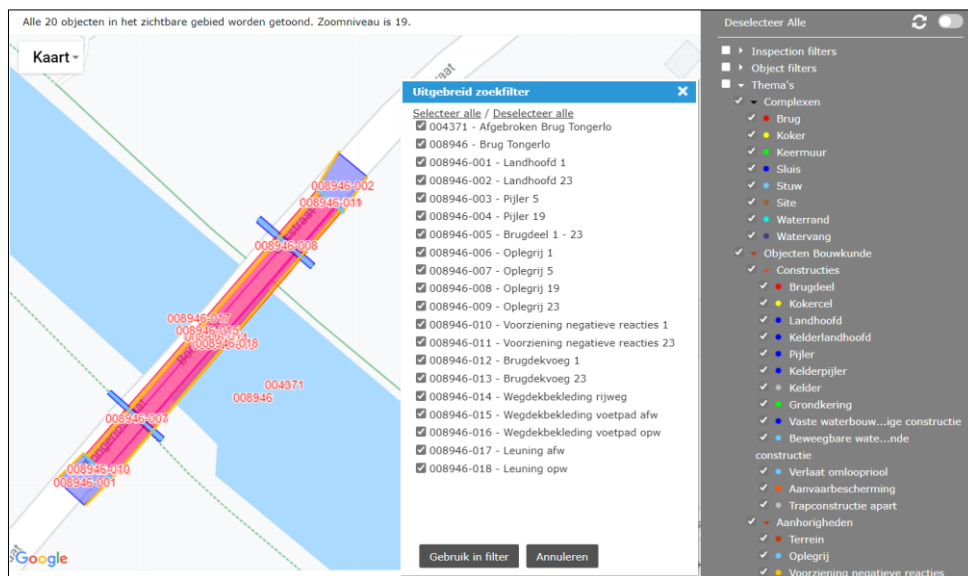 Alle 20 objecten in het zichtbare gebied worden getoond. Zoomniveau is 19.
Kaart
008946-002
008946-011
008946-008
008946-017
008946-018
004371
008946
008946-007
008946-010
008946-001
Google
Uitgebreid zoekfilter
Selecteer alle / Deselecteer alle
004371 - Afgebroken Brug Tongerlo
008946 - Brug Tongerlo
008946-001 - Landhoofd 1
008946-002 - Landhoofd 23
008946-003 - Pijler 5
008946-004 - Pijler 19
008946-005 - Brugdeel 1 - 23
008946-006 - Oplegrij 1
008946-007 - Oplegrij 5
008946-008 - Oplegrij 19
008946-009 - Oplegrij 23
008946-010 - Voorziening negatieve reacties 1
008946-011 - Voorziening negatieve reacties 23
008946-012 - Brugdekvoeg 1
008946-013 - Brugdekvoeg 23
008946-014 - Wegdekbekleding rijweg
008946-015 - Wegdekbekleding voetpad afw
008946-016 - Wegdekbekleding voetpad opw
008946-017 - Leuning afw
008946-018 - Leuning opw
Gebruik in filter
Annuleren
Deselecteer Alle
Inspection filters
Object filters
Thema's
Complexen
Brug
Koker
Keermuur
Sluis
Stuw
Site
Waterrand
Watervang
Objecten Bouwkunde
Constructies
Brugdeel
Kokercel
Landhoofd
Kelderlandhoofd
Pijler
Kelderpijler
Kelder
Grondkering
Vaste waterbouw...ige constructie
Beweegbare wate...nde
constructie
Verlaat omloopriool
Aanvaarbescherming
Trapconstructie apart
Aanhorigheden
Terrein
Oplegrij
Voorziening negatieve reacties